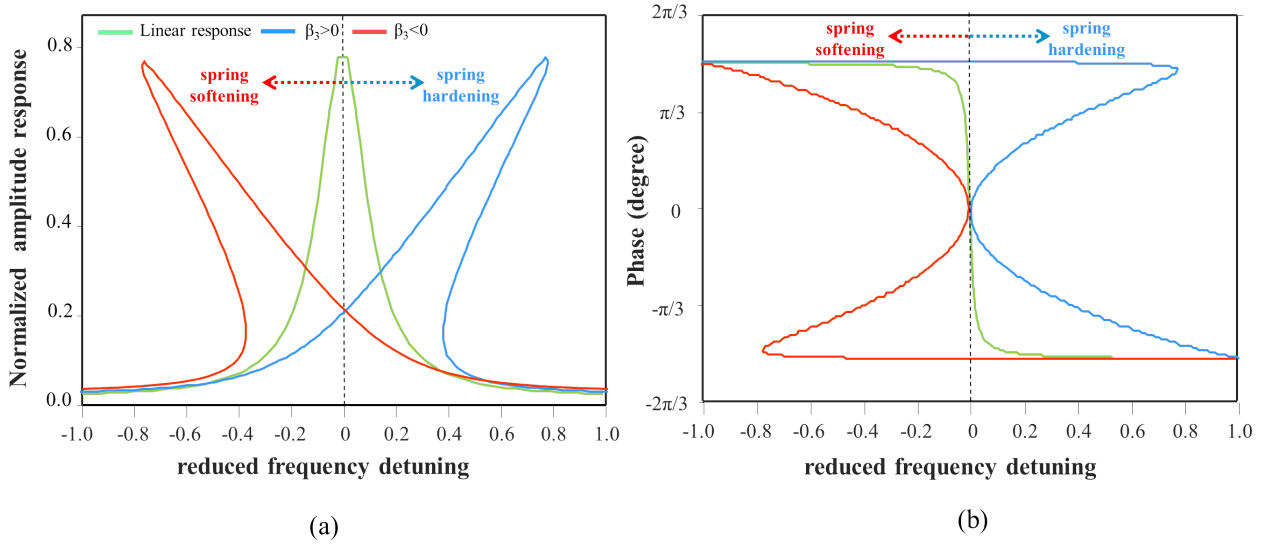 Linear response β₃>0 β₃<0
spring softening
spring hardening
0.8
0.6
0.4
0.2
0.0
-1.0 -0.8 -0.6 -0.4 -0.2 0 0.2 0.4 0.6 0.8 1.0
Normalized amplitude response
reduced frequency detuning
(a)
spring softening
spring hardening
2π/3
π/3
0
-π/3
-2π/3
-1.0 -0.8 -0.6 -0.4 -0.2 0 0.2 0.4 0.6 0.8 1.0
Phase (degree)
reduced frequency detuning
(b)